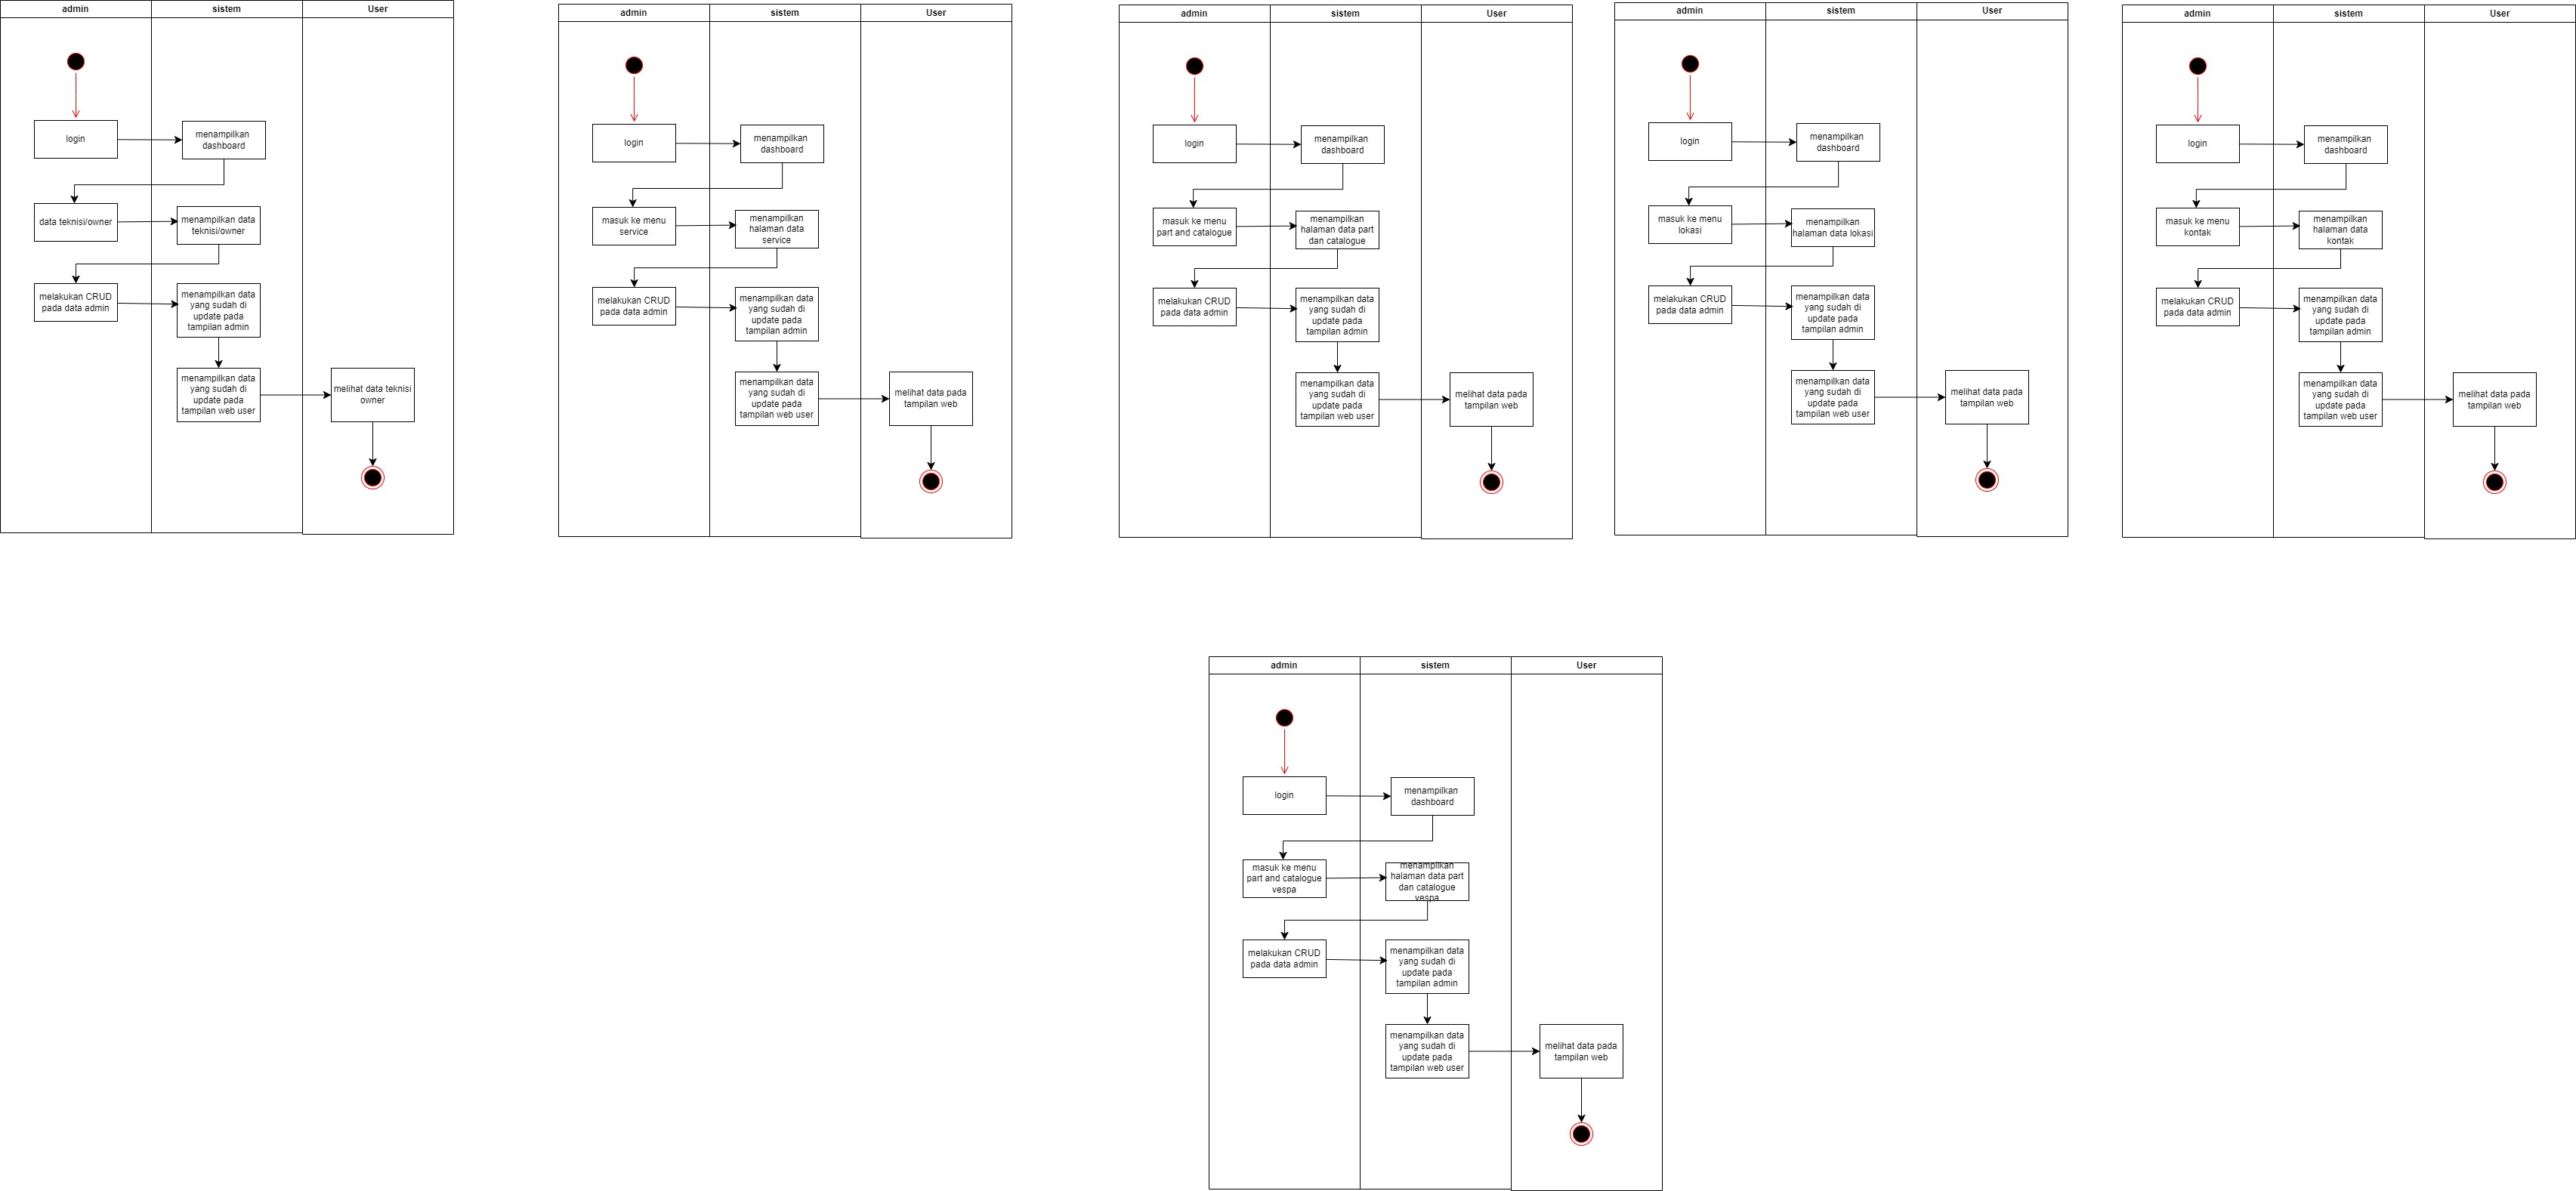 admin
sistem
User
login
menampilkan
dashboard
data teknisi/owner
menampilkan data
teknisi/owner
melakukan CRUD
pada data admin
menampilkan data
yang sudah di
update pada
tampilan admin
menampilkan data
yang sudah di
update pada
tampilan web user
melihat data teknisi
owner
admin
sistem
User
login
menampilkan
dashboard
masuk ke menu
service
menampilkan
halaman data
service
melakukan CRUD
pada data admin
menampilkan data
yang sudah di
update pada
tampilan admin
menampilkan data
yang sudah di
update pada
tampilan web user
melihat data pada
tampilan web
admin
sistem
User
login
menampilkan
dashboard
masuk ke menu
part and catalogue
menampilkan
halaman data part
dan catalogue
melakukan CRUD
pada data admin
menampilkan data
yang sudah di
update pada
tampilan admin
menampilkan data
yang sudah di
update pada
tampilan web user
melihat data pada
tampilan web
admin
sistem
User
login
menampilkan
dashboard
masuk ke menu
lokasi
menampilkan
halaman data lokasi
melakukan CRUD
pada data admin
menampilkan data
yang sudah di
update pada
tampilan admin
menampilkan data
yang sudah di
update pada
tampilan web user
melihat data pada
tampilan web
admin
sistem
User
login
menampilkan
dashboard
masuk ke menu
kontak
menampilkan
halaman data
kontak
melakukan CRUD
pada data admin
menampilkan data
yang sudah di
update pada
tampilan admin
menampilkan data
yang sudah di
update pada
tampilan web user
melihat data pada
tampilan web
admin
sistem
User
login
menampilkan
dashboard
masuk ke menu
part and catalogue
vespa
menampilkan
halaman data part
dan catalogue
vespa
melakukan CRUD
pada data admin
menampilkan data
yang sudah di
update pada
tampilan admin
menampilkan data
yang sudah di
update pada
tampilan web user
melihat data pada
tampilan web